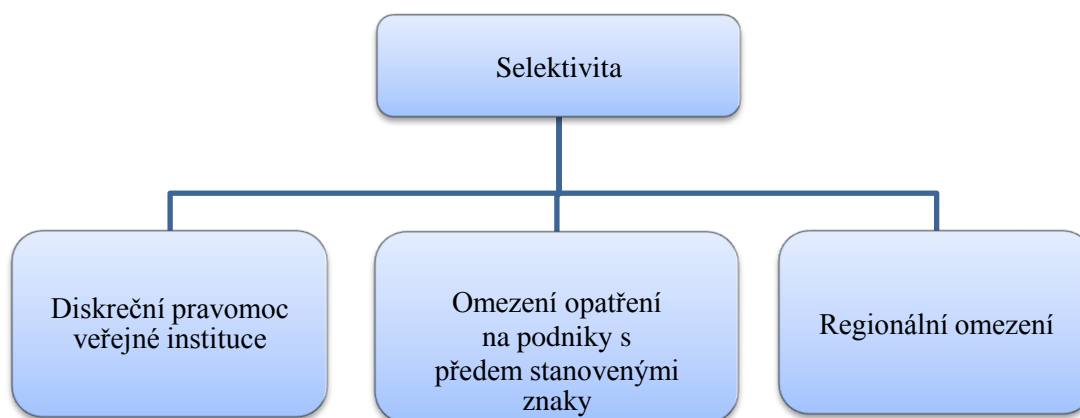 Selektivita
Diskreční pravomoc
veřejné instituce
Omezení opatření
na podniky s
předem stanovenými
znaky
Regionální omezení